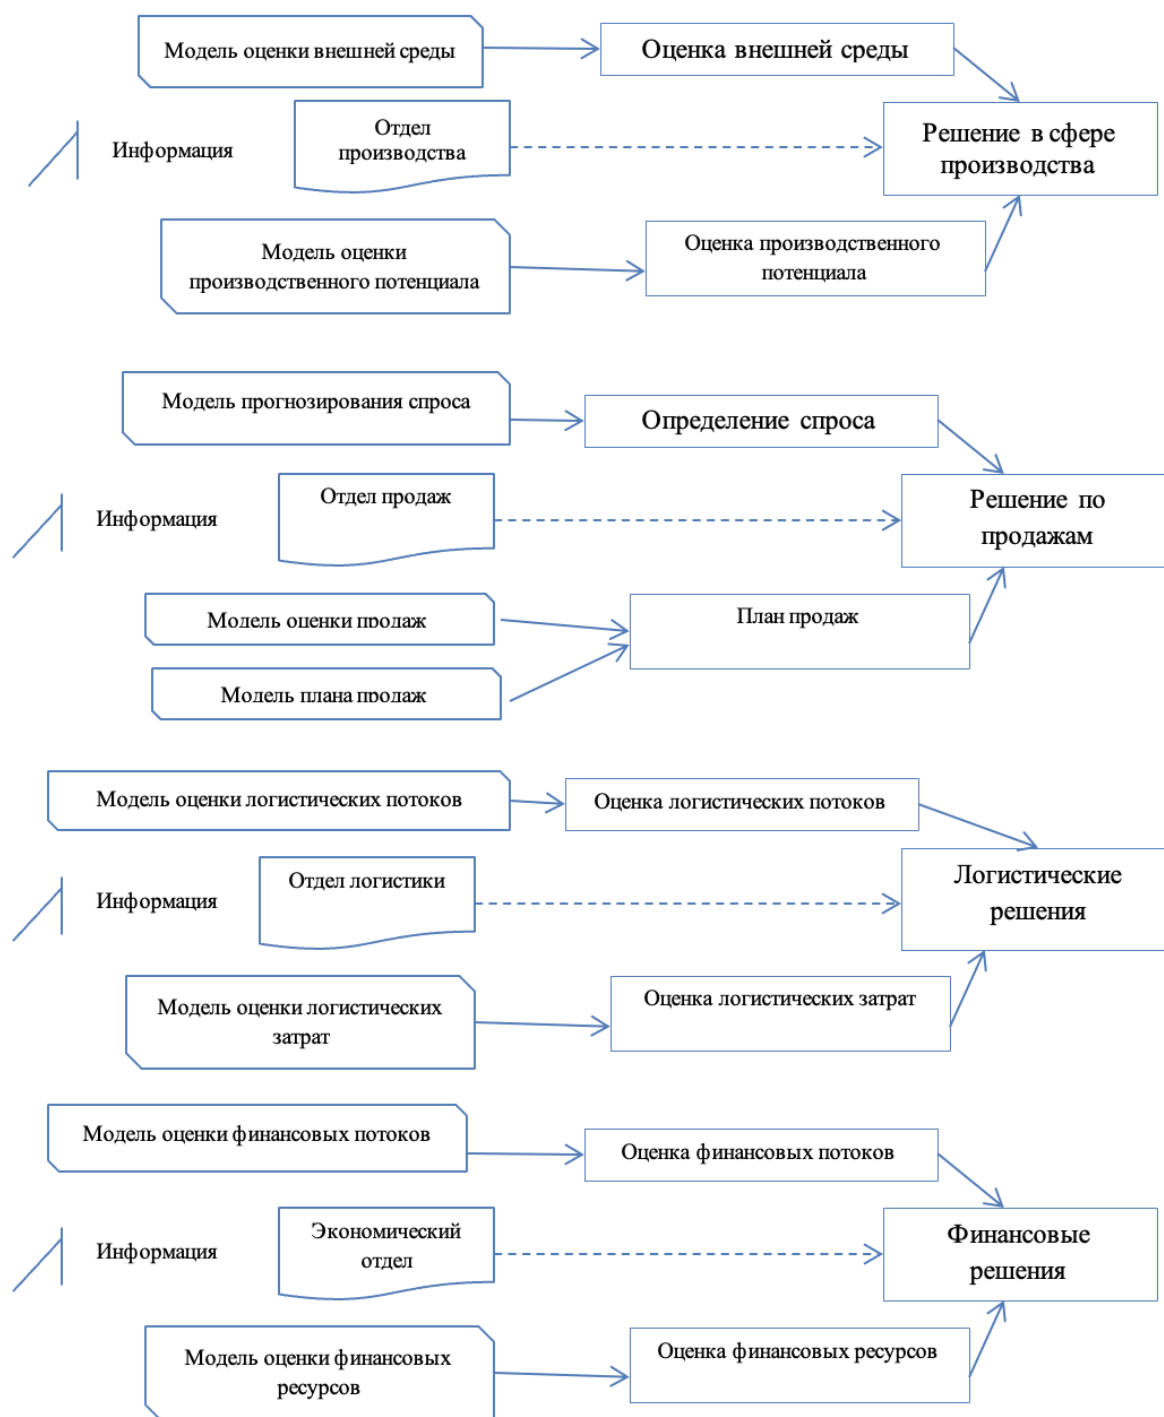 Модель оценки внешней среды
Оценка внешней среды
Информация
Отдел
производства
Решение в сфере
производства
Модель оценки
производственного потенциала
Оценка производственного
потенциала
Модель прогнозирования спроса
Определение спроса
Информация
Отдел продаж
Решение по
продажам
Модель оценки продаж
План продаж
Модель плана продаж
Модель оценки логистических потоков
Оценка логистических потоков
Информация
Отдел логистики
Логистические
решения
Модель оценки логистических
затрат
Оценка логистических затрат
Модель оценки финансовых потоков
Оценка финансовых потоков
Информация
Экономический
отдел
Финансовые
решения
Модель оценки финансовых
ресурсов
Оценка финансовых ресурсов